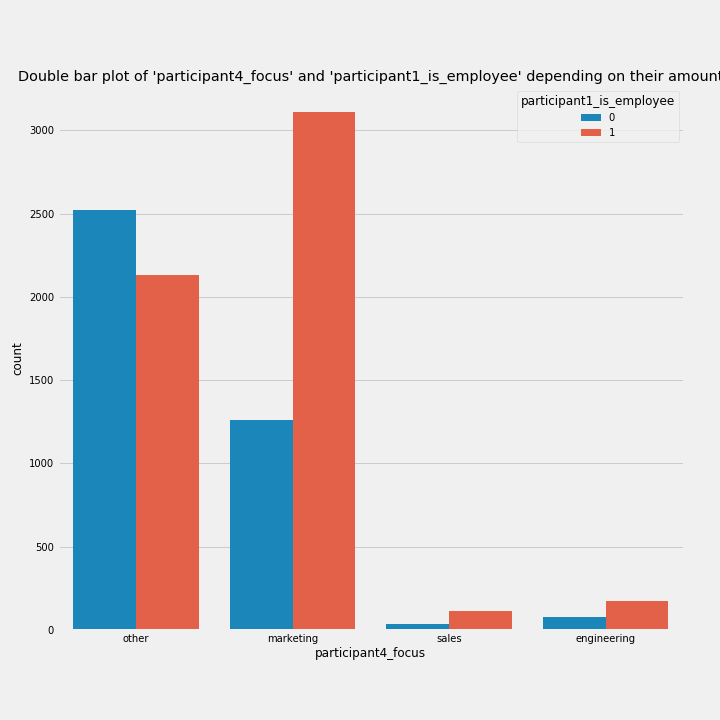 Double bar plot of 'participant4_focus' and 'participant1_is_employee' depending on their amount
participant1_is_employee
0
1
3000
2500
2000
1500
1000
500
0
count
other marketing sales engineering
participant4_focus